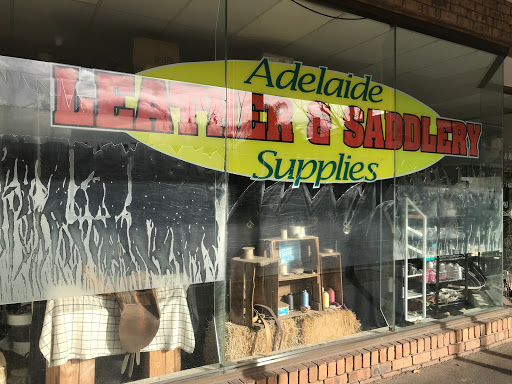 Adelaide
LEATHER & SADDLERY
Supplies